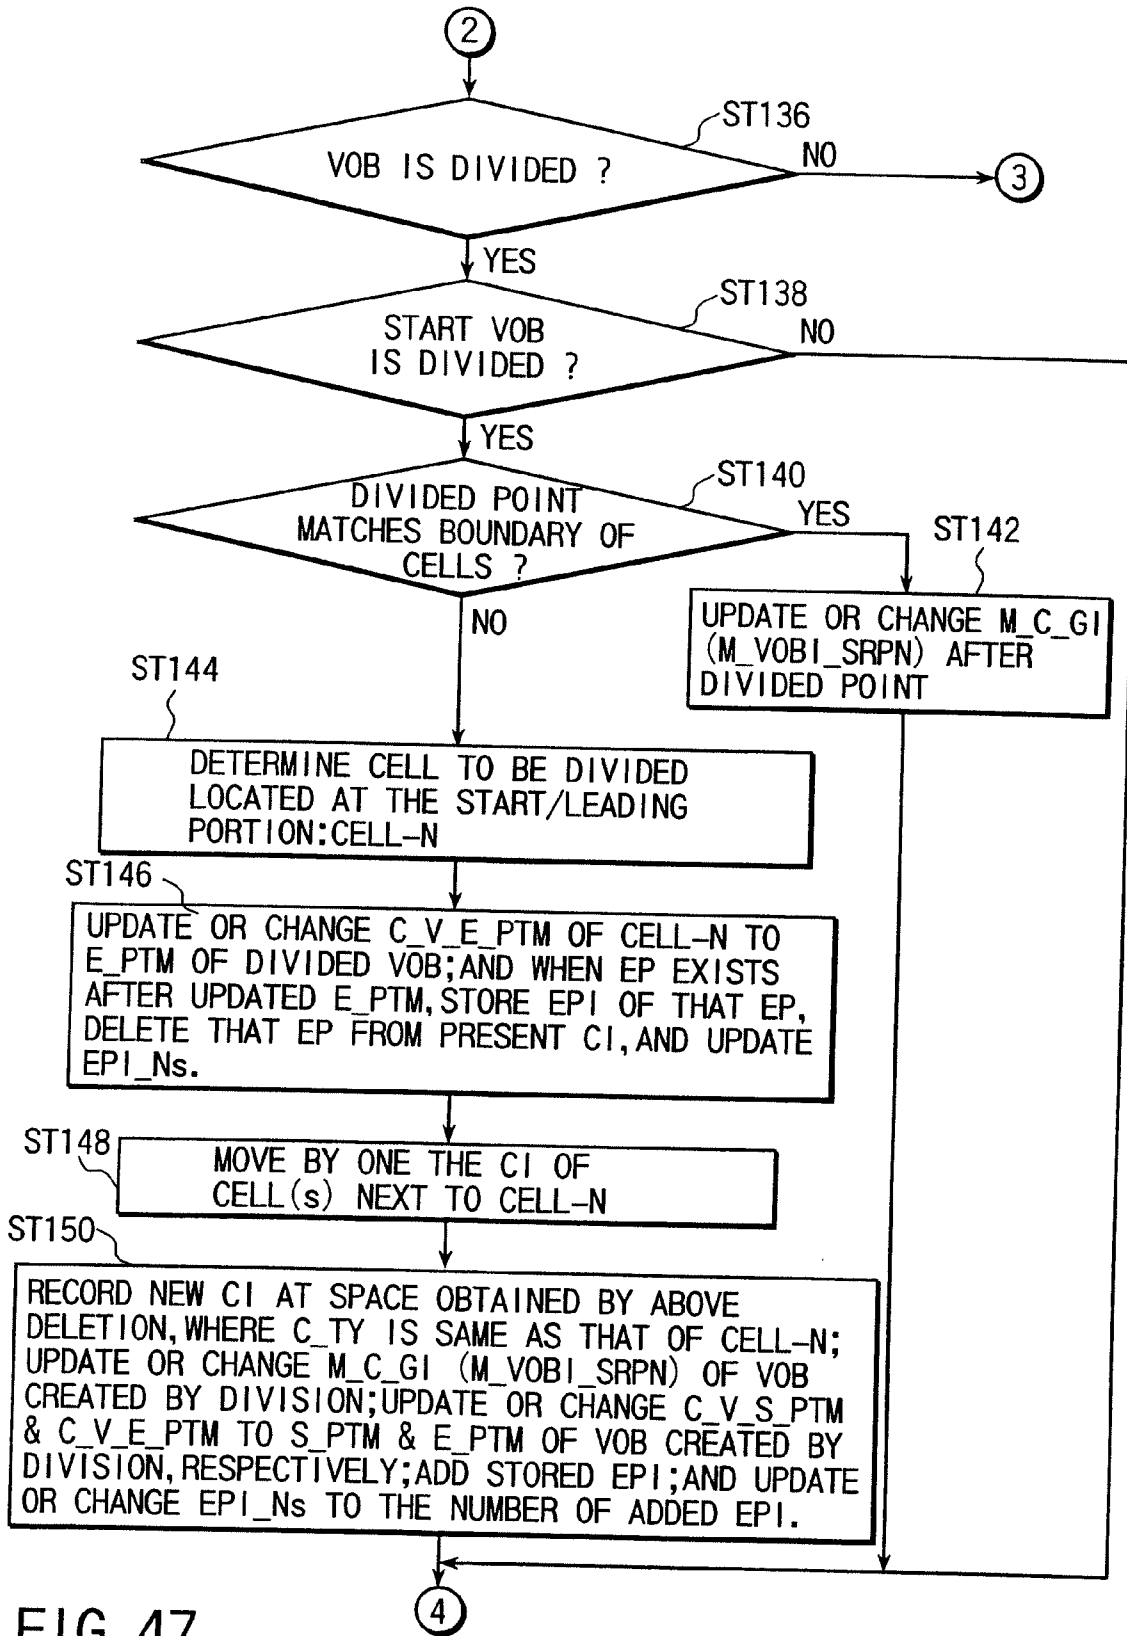 2
ST136
VOB IS DIVIDED ?
NO
3
YES
ST138
START VOB
IS DIVIDED ?
NO
YES
ST140
DIVIDED POINT
MATCHES BOUNDARY OF
CELLS ?
YES
ST142
UPDATE OR CHANGE M_C_GI
(M_VOBI_SRPN) AFTER
DIVIDED POINT
NO
ST144
DETERMINE CELL TO BE DIVIDED
LOCATED AT THE START/LEADING
PORTION:CELL-N
ST146
UPDATE OR CHANGE C_V_E_PTM OF CELL-N TO
E_PTM OF DIVIDED VOB;AND WHEN EP EXISTS
AFTER UPDATED E_PTM,STORE EPI OF THAT EP,
DELETE THAT EP FROM PRESENT CI,AND UPDATE
EPI_Ns.
ST148
MOVE BY ONE THE CI OF
CELL(s) NEXT TO CELL-N
ST150
RECORD NEW CI AT SPACE OBTAINED BY ABOVE
DELETION,WHERE C_TY IS SAME AS THAT OF CELL-N;
UPDATE OR CHANGE M_C_GI (M_VOBI_SRPN) OF VOB
CREATED BY DIVISION;UPDATE OR CHANGE C_V_S_PTM
& C_V_E_PTM TO S_PTM & E_PTM OF VOB CREATED BY
DIVISION,RESPECTIVELY;ADD STORED EPI;AND UPDATE
OR CHANGE EPI_Ns TO THE NUMBER OF ADDED EPI.
4
FIG. 47